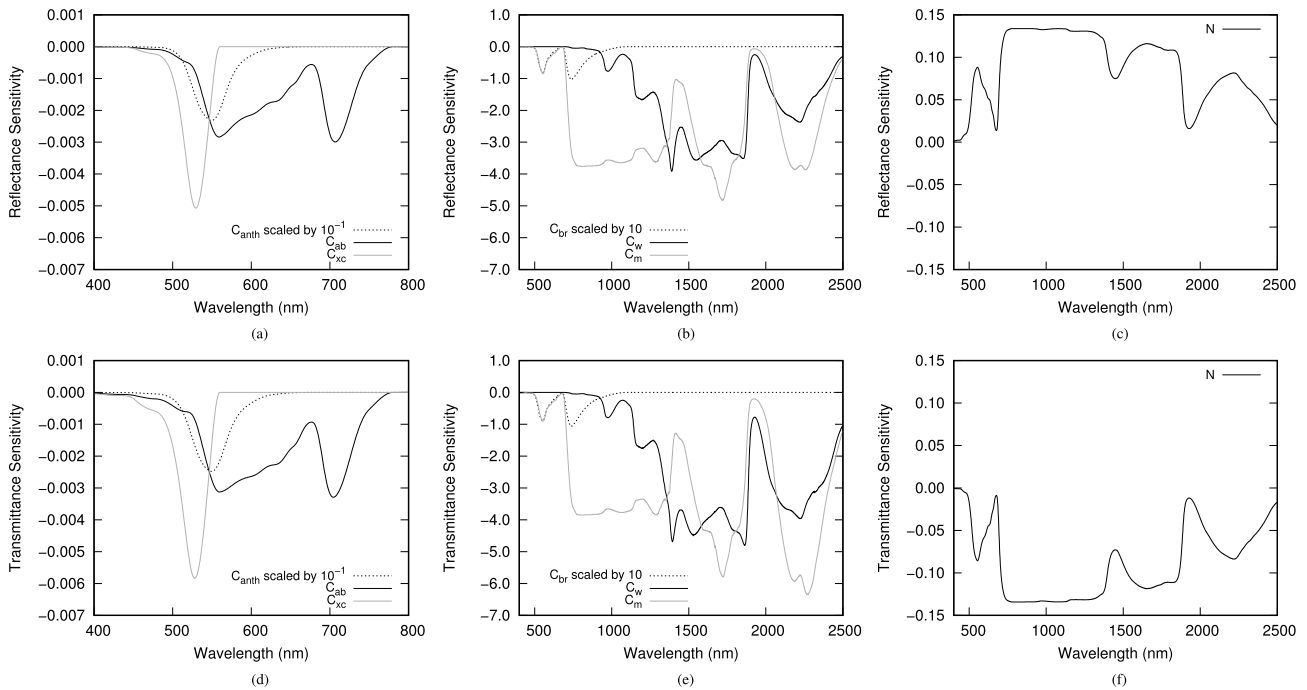 0.001
0.000
−0.001
−0.002
−0.003
−0.004
−0.005
−0.006
−0.007
Reflectance Sensitivity
C_anth scaled by 10^−1
C_ab
C_xc
400 500 600 700 800
Wavelength (nm)
(a)
1.0
0.0
−1.0
−2.0
−3.0
−4.0
−5.0
−6.0
−7.0
Reflectance Sensitivity
C_br scaled by 10
C_w
C_m
500 1000 1500 2000 2500
Wavelength (nm)
(b)
0.15
0.10
0.05
0.00
−0.05
−0.10
−0.15
Reflectance Sensitivity
N
500 1000 1500 2000 2500
Wavelength (nm)
(c)
0.001
0.000
−0.001
−0.002
−0.003
−0.004
−0.005
−0.006
−0.007
Transmittance Sensitivity
C_anth scaled by 10^−1
C_ab
C_xc
400 500 600 700 800
Wavelength (nm)
(d)
1.0
0.0
−1.0
−2.0
−3.0
−4.0
−5.0
−6.0
−7.0
Transmittance Sensitivity
C_br scaled by 10
C_w
C_m
500 1000 1500 2000 2500
Wavelength (nm)
(e)
0.15
0.10
0.05
0.00
−0.05
−0.10
−0.15
Transmittance Sensitivity
N
500 1000 1500 2000 2500
Wavelength (nm)
(f)